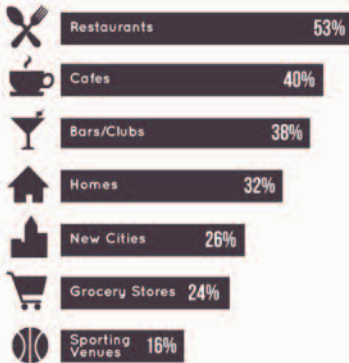 Restaurants 53%
Cafes 40%
Bars/Clubs 38%
Homes 32%
New Cities 26%
Grocery Stores 24%
Sporting
Venues 16%